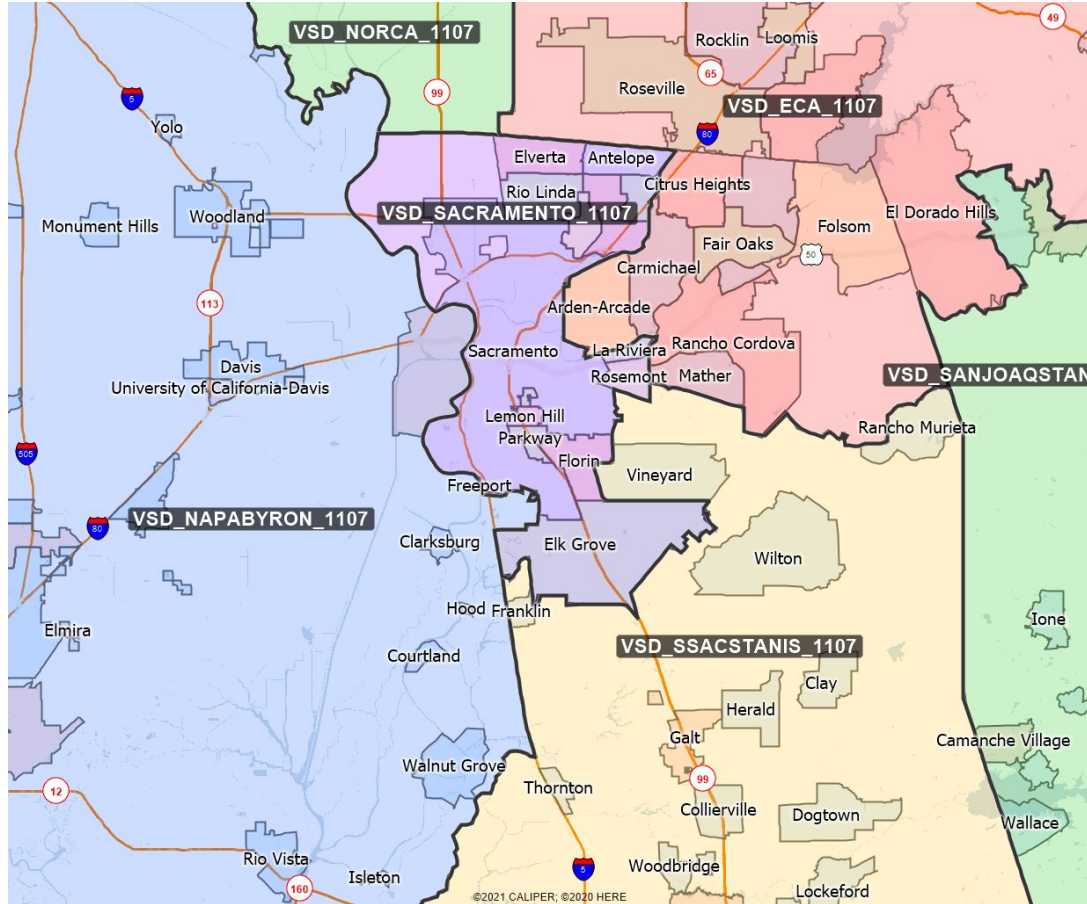 VSD_NORCA_1107
49
Rocklin
Loomis
65
99
Roseville
5
VSD_ECA_1107
Yolo
80
Elverta
Antelope
Rio Linda
Citrus Heights
Monument Hills
Woodland
VSD_SACRAMENTO_1107
El Dorado Hills
Folsom
Fair Oaks
50
Carmichael
113
Arden-Arcade
Sacramento
La Riviera
Rancho Cordova
Davis
University of California-Davis
Rosemont
Mather
VSD_SANJOAQSTAN
Lemon Hill
Parkway
Rancho Murieta
505
Florin
Vineyard
Freeport
80
VSD_NAPABYRON_1107
Clarksburg
Elk Grove
Wilton
Hood
Franklin
Ione
Elmira
VSD_SSACSTANIS_1107
Courtland
Clay
Herald
Galt
Camanche Village
Walnut Grove
99
12
Thornton
Collierville
Dogtown
Wallace
Rio Vista
Woodbridge
5
Isleton
160
Lockeford
©2021 CALIPER; ©2020 HERE